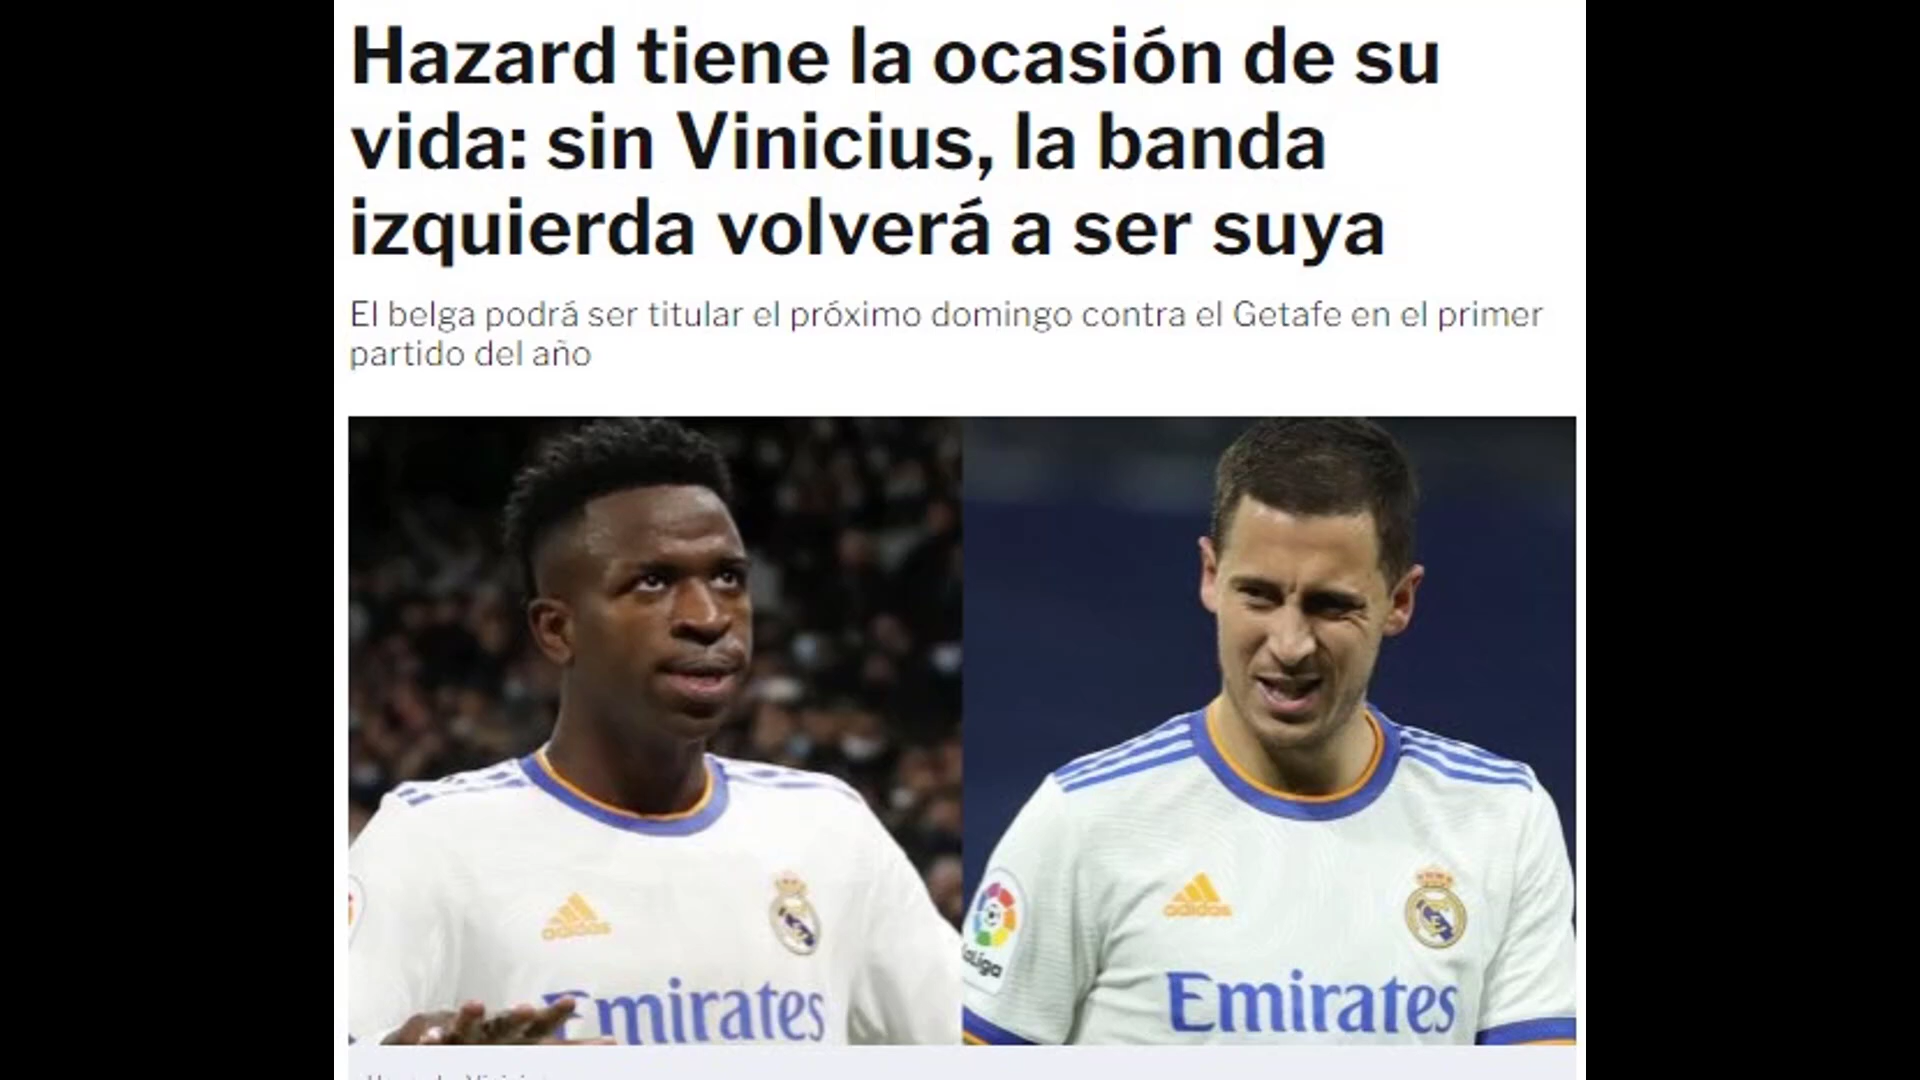 Hazard tiene la ocasión de su
vida: sin Vinicius, la banda
izquierda volverá a ser suya
El belga podrá ser titular el próximo domingo contra el Getafe en el primer
partido del año
adidas
Emirates
LaLiga
adidas
Emirates